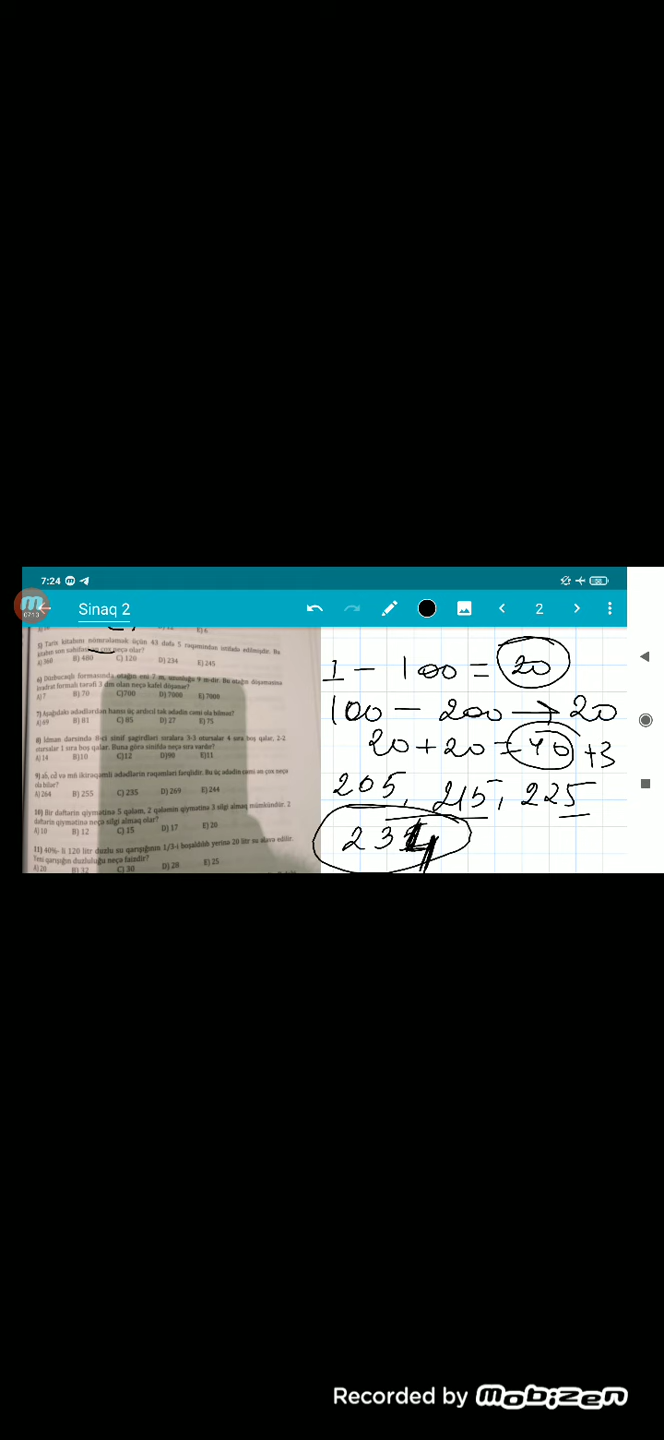 7:24
Sinaq 2
2
5) Tarix kitabını nömrələmək üçün 43 dəfə 5 rəqəmindən istifadə edilmişdir. Bu
kitabın son səhifəsi ən çox neçə olar?
A) 360 B) 480 C) 120 D) 234 E) 245
6) Düzbucaqlı formasında otağın eni 7 m, uzunluğu 9 m-dir. Bu otağın döşəməsinə
kvadrat formalı tərəfi 3 dm olan neçə kafel döşənər?
A) 7 B) 70 C) 700 D) 7000 E) 7000
7) Aşağıdakı ədədlərdən hansı üç ardıcıl tək ədədin cəmi ola bilməz?
A) 69 B) 81 C) 85 D) 27 E) 75
8) İdman dərsində 8-ci sinif şagirdləri sıralara 3-3 otursalar 4 sıra boş qalar, 2-2
otursalar 1 sıra boş qalar. Buna görə sinifdə neçə sıra vardır?
A) 14 B)10 C)12 D)90 E)11
9) ikirəqəmli ədədlərin rəqəmləri fərqlidir. Bu üç ədədin cəmi ən çox neçə
ola bilər?
A) 264 B) 255 C) 235 D) 269 E) 244
10) Bir dəftərin qiymətinə 5 qələm, 2 qələmin qiymətinə 3 silgi almaq mümkündür. 2
dəftərin qiymətinə neçə silgi almaq olar?
A) 10 B) 12 C) 15 D) 17 E) 20
11) 40%- li 120 litr duzlu su qarışığının 1/3-i boşaldılıb yerinə 20 litr su əlavə edilir.
Yeni qarışığın duzluluğu neçə faizdir?
A) 20 B) 32 C) 30 D) 28 E) 25
1 - 100 = 20
100 - 200 → 20
20 + 20 = 40 + 3
205, 215, 225
234
Recorded by mobizen